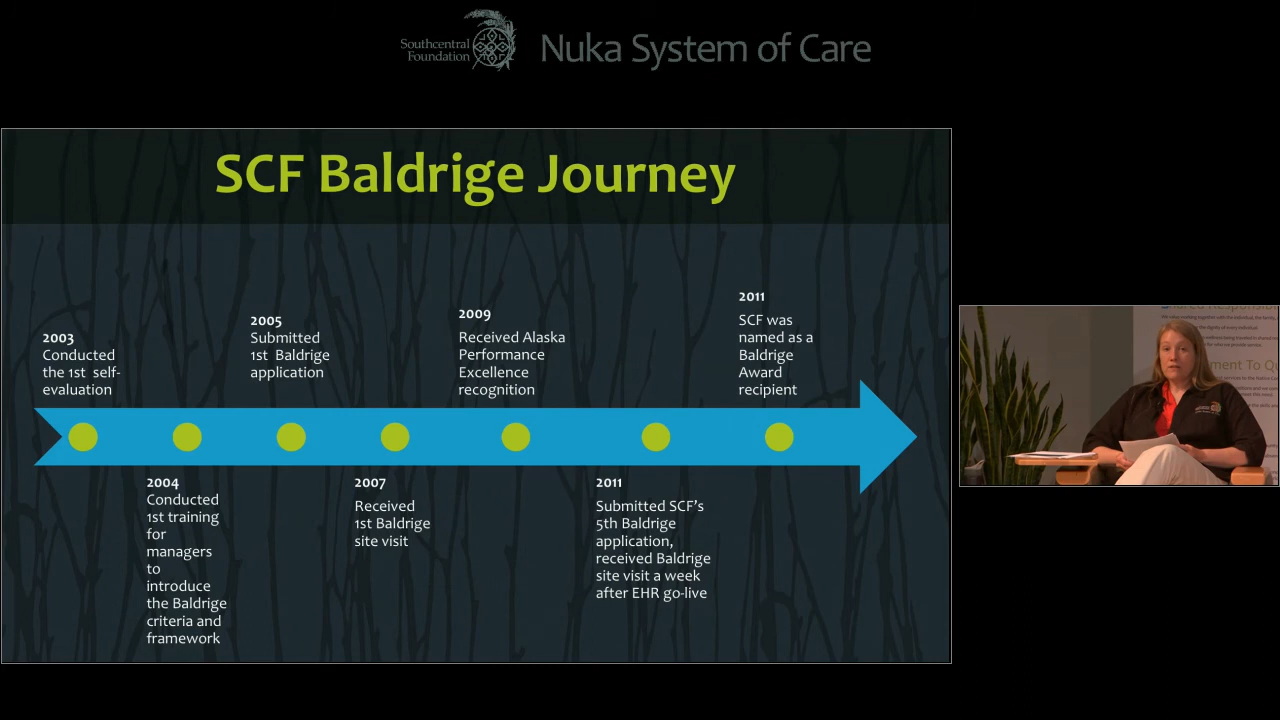 Southcentral
Foundation
Nuka System of Care
SCF Baldrige Journey
2003
Conducted
the 1st self-
evaluation
2004
Conducted
1st training
for
managers
to
introduce
the Baldrige
criteria and
framework
2005
Submitted
1st Baldrige
application
2007
Received
1st Baldrige
site visit
2009
Received Alaska
Performance
Excellence
recognition
2011
Submitted SCF's
5th Baldrige
application,
received Baldrige
site visit a week
after EHR go-live
2011
SCF was
named as a
Baldrige
Award
recipient